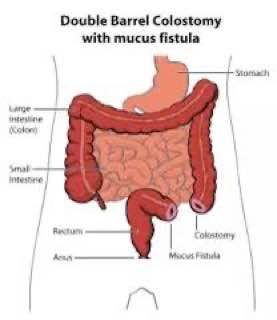 Double Barrel Colostomy
with mucus fistula
Stomach
Large
Intestine
(Colon)
Small
Intestine
Rectum
Colostomy
Anus
Mucus Fistula